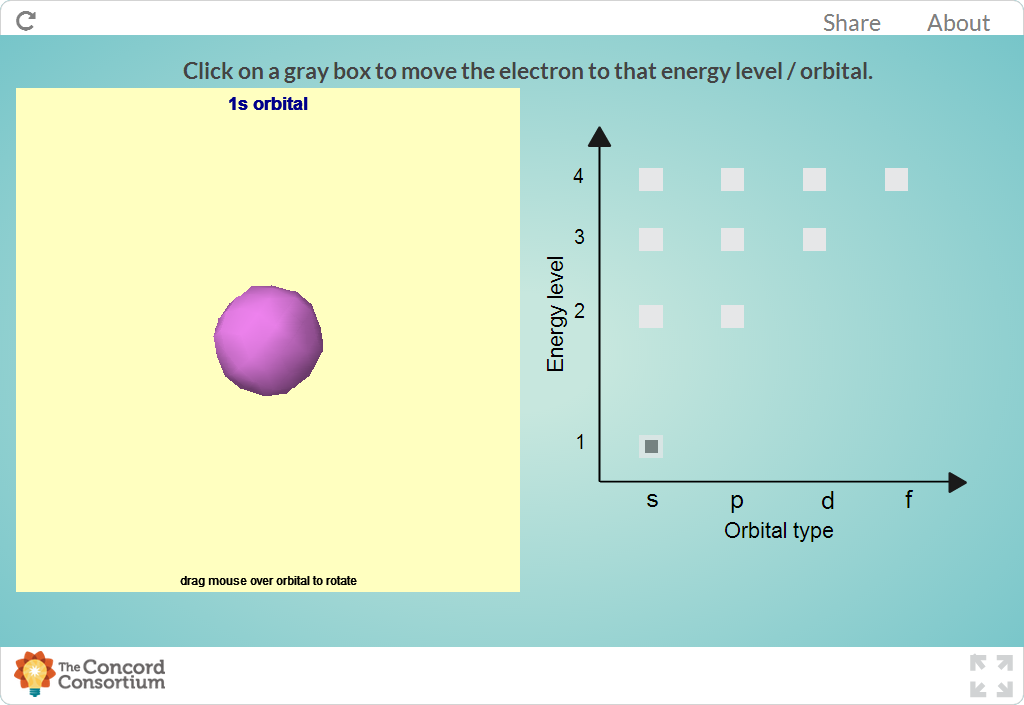 Share About
Click on a gray box to move the electron to that energy level / orbital.
1s orbital
4
3
2
1
Energy level
s p d f
Orbital type
drag mouse over orbital to rotate
The Concord
Consortium